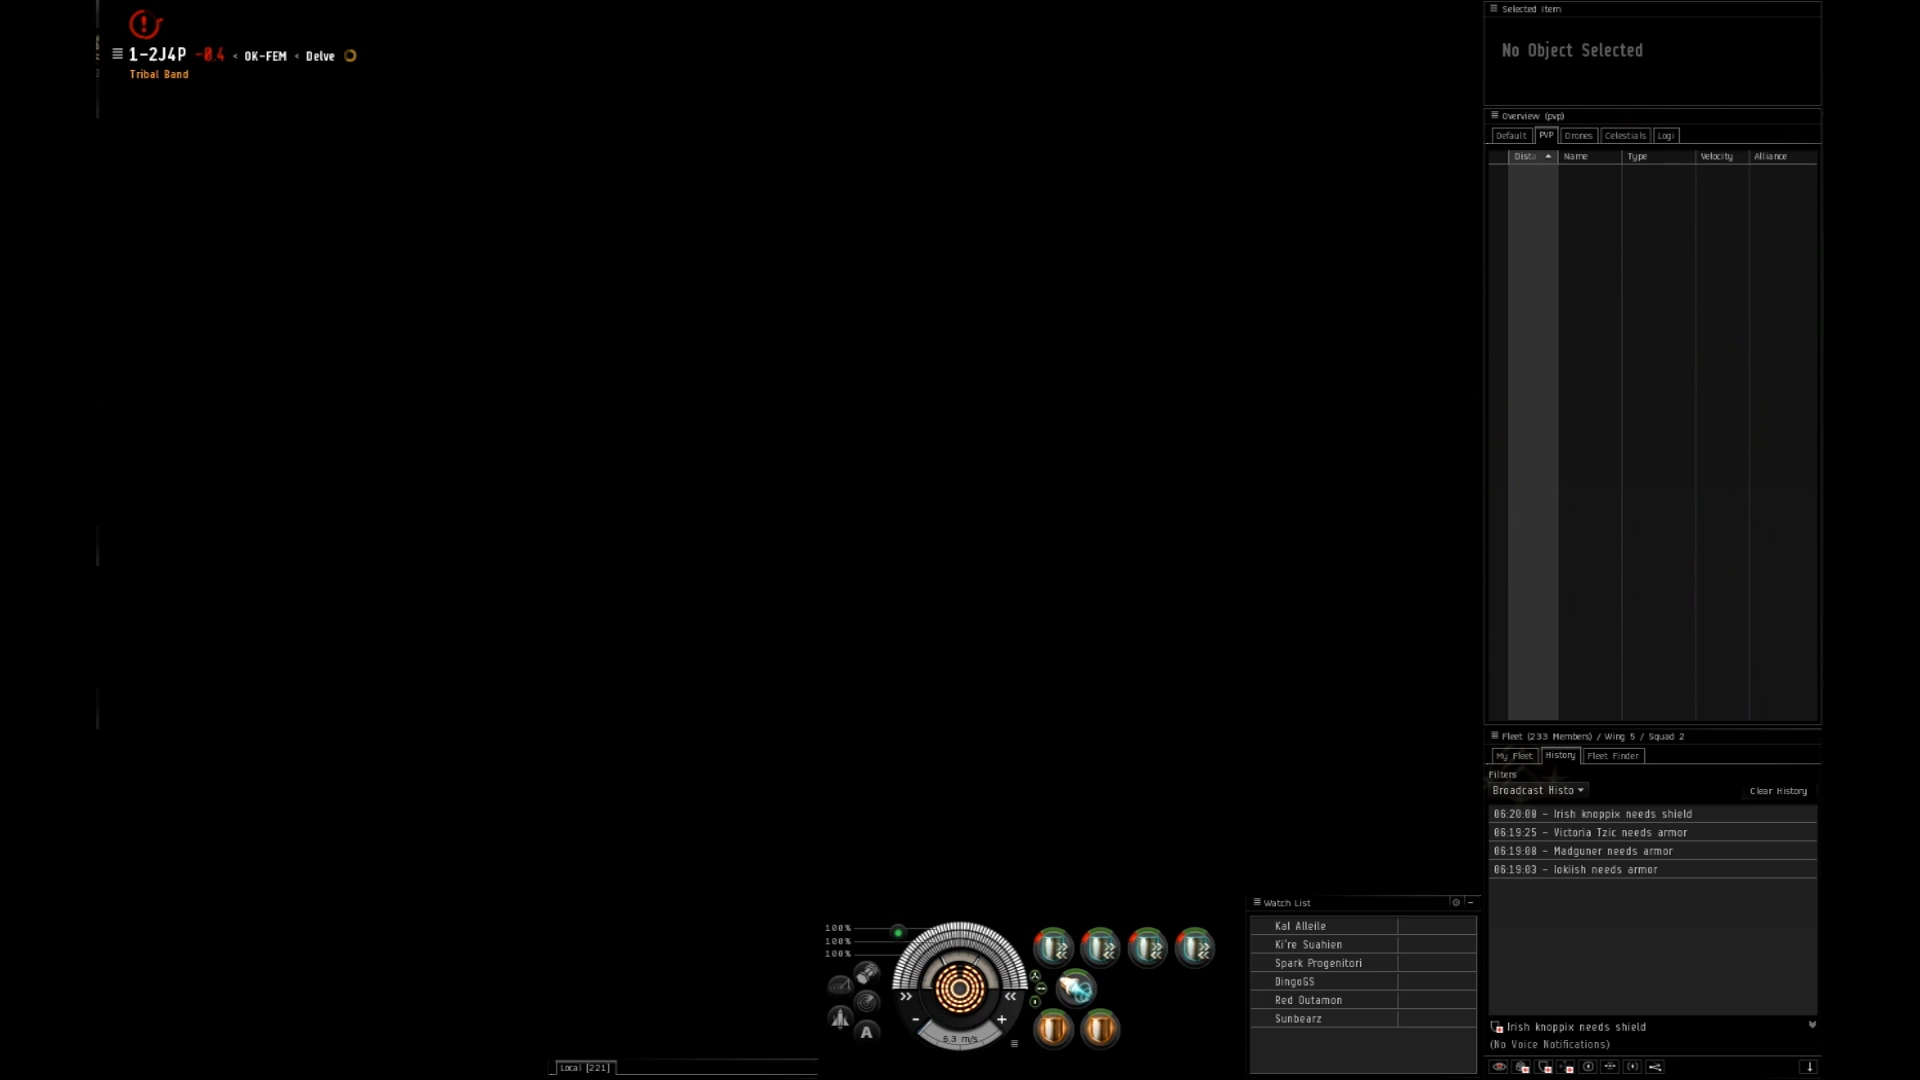 1-2J4P -0.4 < OK-FEM < Delve
Tribal Band
Selected Item
No Object Selected
Overview (pvp)
Default PVP Drones Celestials Logi
Dista Name Type Velocity Alliance
Fleet (233 Members) / Wing 5 / Squad 2
My Fleet History Fleet Finder
Filters
Broadcast Histo Clear History
06:20:08 - Irish knoppix needs shield
06:19:25 - Victoria Tzic needs armor
06:19:08 - Madguner needs armor
06:19:03 - lokiish needs armor
Irish knoppix needs shield
(No Voice Notifications)
Watch List
Kal Alleile
Ki're Suahien
Spark Progenitori
DingoGS
Red Outamon
Sunbearz
100%
100%
100%
A
6.3 m/s
Local [221]